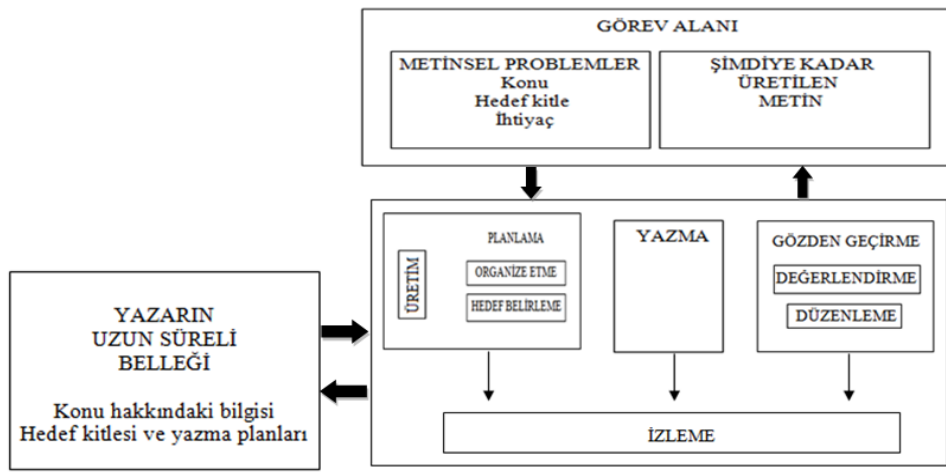 GÖREV ALANI
METİNSEL PROBLEMLER
Konu
Hedef kitle
İhtiyaç
ŞİMDİYE KADAR
ÜRETİLEN
METİN
PLANLAMA
ÜRETİM
ORGANİZE ETME
HEDEF BELİRLEME
YAZMA
GÖZDEN GEÇİRME
DEĞERLENDİRME
DÜZENLEME
YAZARIN
UZUN SÜRELİ
BELLEĞİ
Konu hakkındaki bilgisi
Hedef kitlesi ve yazma planları
İZLEME